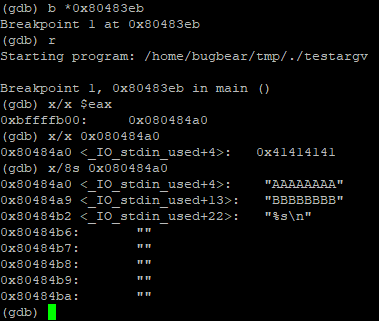 (gdb) b *0x80483eb
Breakpoint 1 at 0x80483eb
(gdb) r
Starting program: /home/bugbear/tmp/./testargv

Breakpoint 1, 0x80483eb in main ()
(gdb) x/x $eax
0xbffffb00:     0x080484a0
(gdb) x/x 0x080484a0
0x80484a0 <_IO_stdin_used+4>:   0x41414141
(gdb) x/8s 0x080484a0
0x80484a0 <_IO_stdin_used+4>:    "AAAAAAAA"
0x80484a9 <_IO_stdin_used+13>:   "BBBBBBBB"
0x80484b2 <_IO_stdin_used+22>:   "%s\n"
0x80484b6:       ""
0x80484b7:       ""
0x80484b8:       ""
0x80484b9:       ""
0x80484ba:       ""
(gdb)